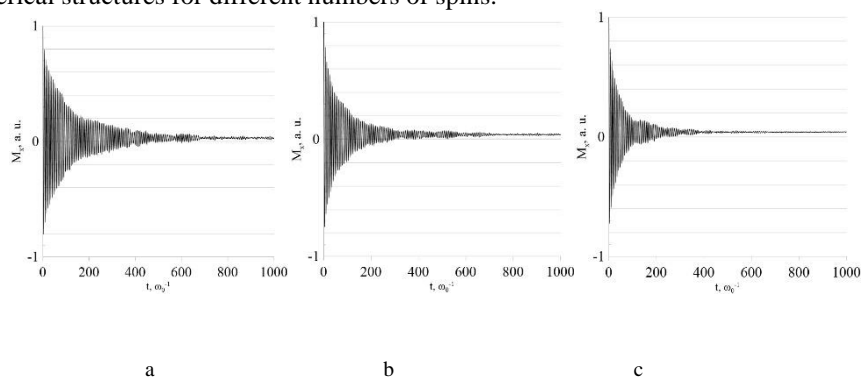 erical structures for different numbers of spins.
1 1 1
Mx, a. u. Mx, a. u. Mx, a. u.
0 0 0
-1 -1 -1
0 200 400 600 800 1000 0 200 400 600 800 1000 0 200 400 600 800 1000
t, ω₀⁻¹ t, ω₀⁻¹ t, ω₀⁻¹
a b c